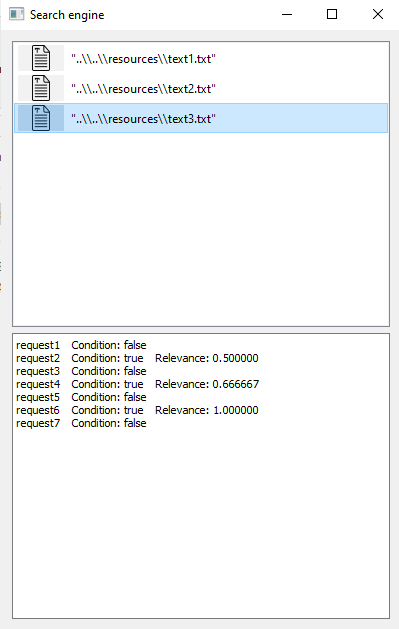 Search engine
"..\\..\\resources\\text1.txt"
"..\\..\\resources\\text2.txt"
"..\\..\\resources\\text3.txt"
request1 Condition: false
request2 Condition: true Relevance: 0.500000
request3 Condition: false
request4 Condition: true Relevance: 0.666667
request5 Condition: false
request6 Condition: true Relevance: 1.000000
request7 Condition: false